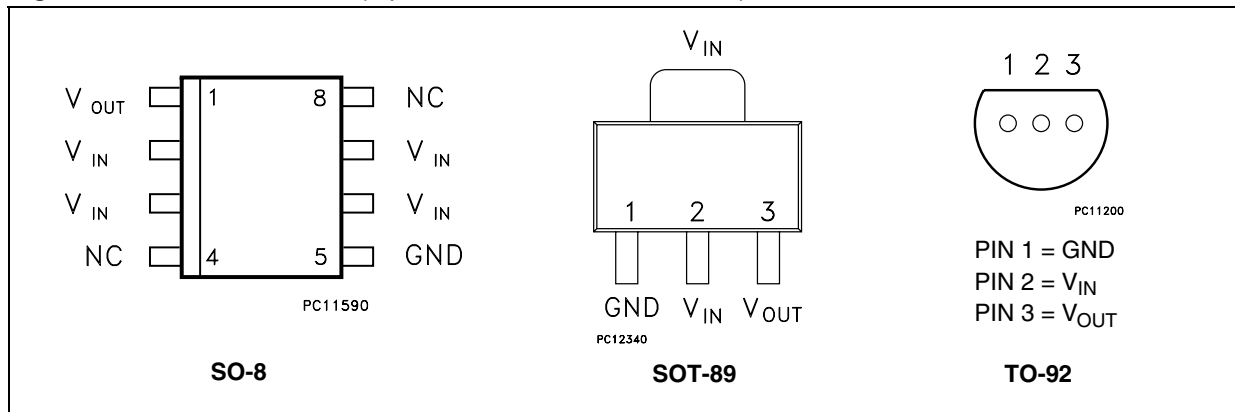 V OUT
V IN
V IN
NC
1 8
4 5
NC
V IN
V IN
GND
PC11590
SO-8
V IN
1 2 3
GND V IN V OUT
PC12340
SOT-89
1 2 3
PC11200
PIN 1 = GND
PIN 2 = VIN
PIN 3 = VOUT
TO-92